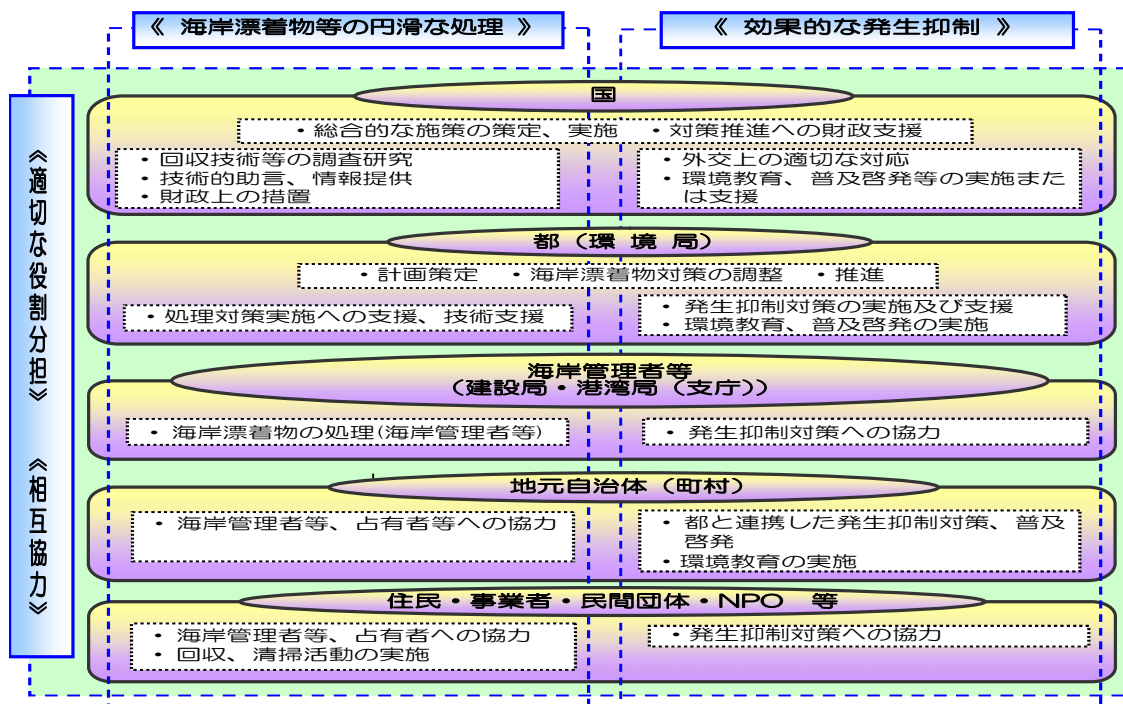 《 海岸漂着物等の円滑な処理 》
《 効果的な発生抑制 》
《適切な役割分担》
《相互協力》
国
・総合的な施策の策定、実施 ・対策推進への財政支援
・回収技術等の調査研究
・技術的助言、情報提供
・財政上の措置
・外交上の適切な対応
・環境教育、普及啓発等の実施また
は支援
都（環 境 局）
・計画策定 ・海岸漂着物対策の調整 ・推進
・処理対策実施への支援、技術支援
・発生抑制対策の実施及び支援
・環境教育、普及啓発の実施
海岸管理者等
（建設局・港湾局（支庁））
・海岸漂着物の処理(海岸管理者等)
・発生抑制対策への協力
地元自治体（町村）
・海岸管理者等、占有者等への協力
・都と連携した発生抑制対策、普及
啓発
・環境教育の実施
住民・事業者・民間団体・NPO 等
・海岸管理者等、占有者への協力
・回収、清掃活動の実施
・発生抑制対策への協力